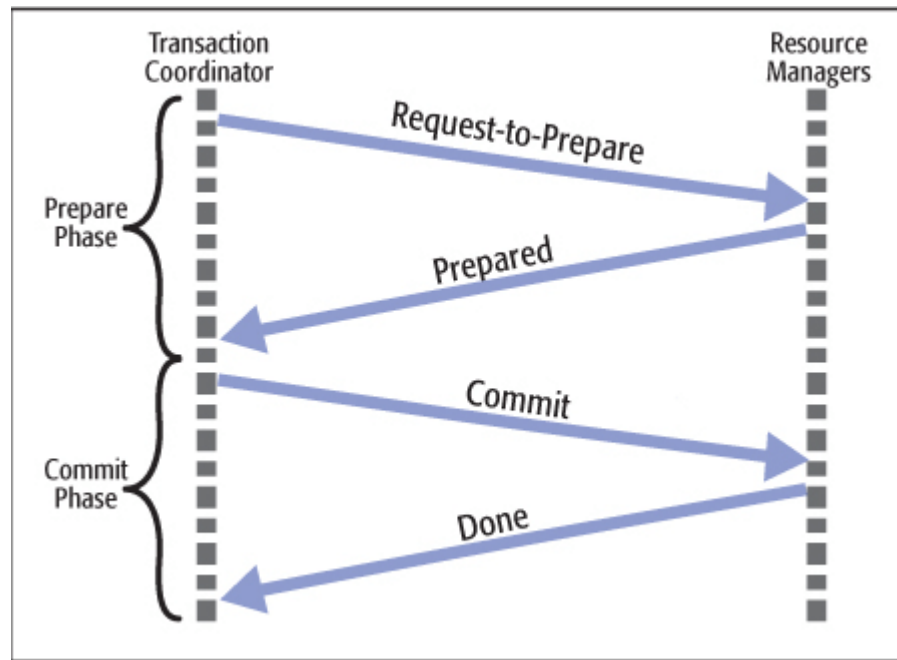 Transaction
Coordinator
Resource
Managers
Request-to-Prepare
Prepare
Phase
Prepared
Commit
Commit
Phase
Done